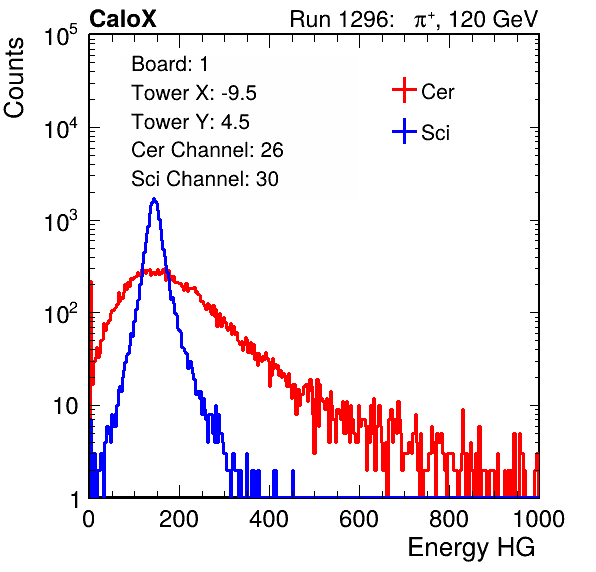 CaloX Run 1296: π⁺, 120 GeV
Counts
10⁵
10⁴
10³
10²
10
1
Board: 1
Tower X: -9.5
Tower Y: 4.5
Cer Channel: 26
Sci Channel: 30
Cer
Sci
0 200 400 600 800 1000
Energy HG